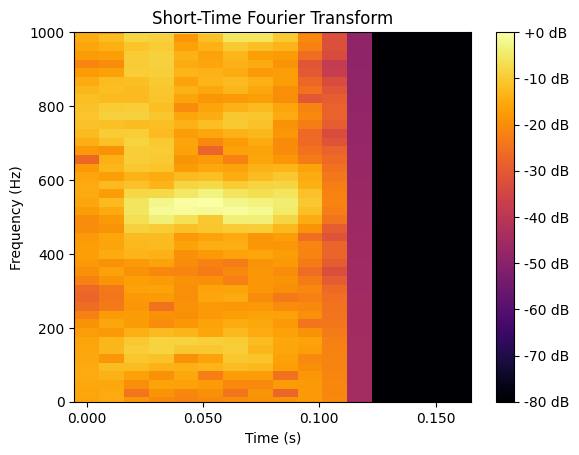 Short-Time Fourier Transform
Frequency (Hz)
1000
800
600
400
200
0
0.000
0.050
0.100
0.150
Time (s)
+0 dB
-10 dB
-20 dB
-30 dB
-40 dB
-50 dB
-60 dB
-70 dB
-80 dB